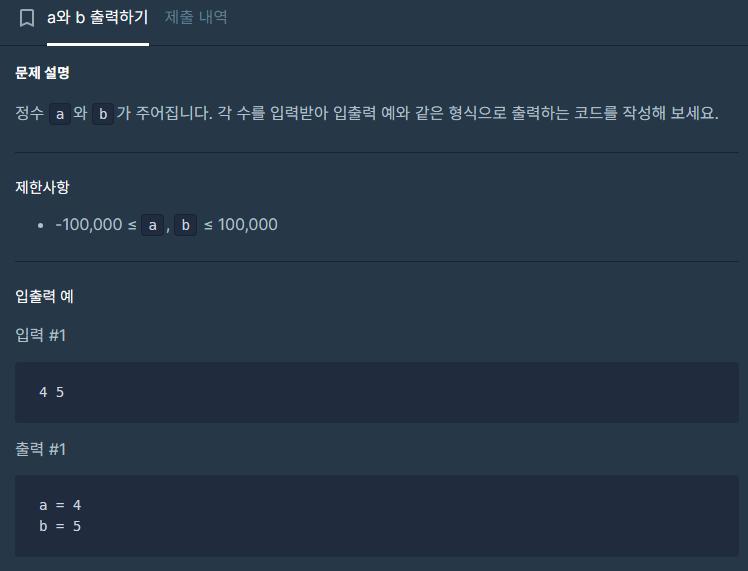 a와 b 출력하기 제출 내역
문제 설명
정수 a 와 b 가 주어집니다. 각 수를 입력받아 입출력 예와 같은 형식으로 출력하는 코드를 작성해 보세요.
제한사항
• -100,000 ≤ a , b ≤ 100,000
입출력 예
입력 #1
4 5
출력 #1
a = 4
b = 5